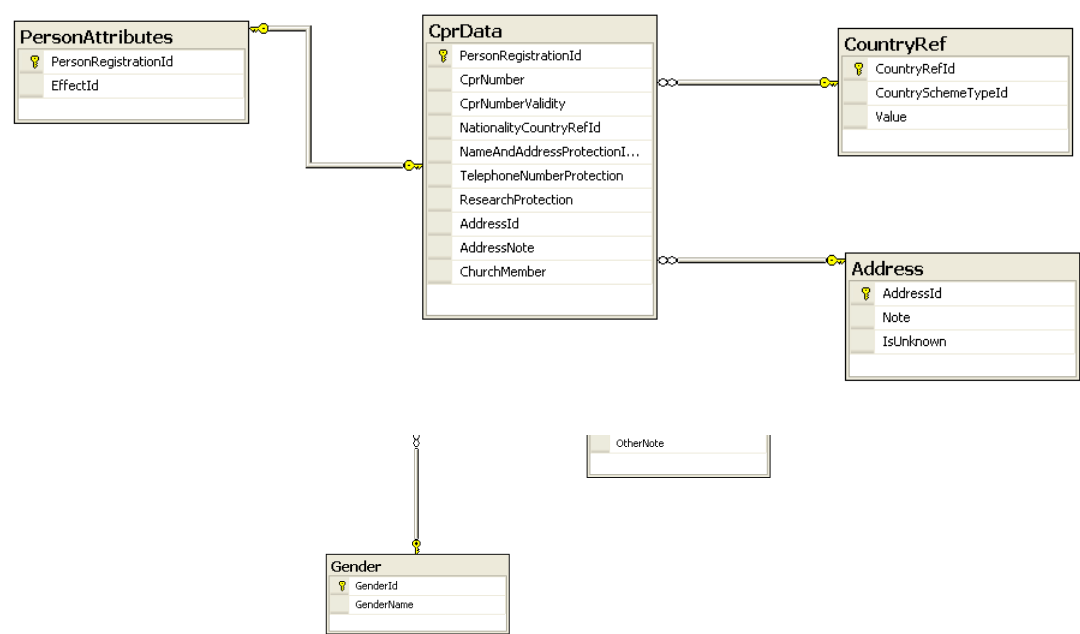 PersonAttributes
PersonRegistrationId
EffectId
CprData
PersonRegistrationId
CprNumber
CprNumberValidity
NationalityCountryRefId
NameAndAddressProtectionI...
TelephoneNumberProtection
ResearchProtection
AddressId
AddressNote
ChurchMember
CountryRef
CountryRefId
CountrySchemeTypeId
Value
Address
AddressId
Note
IsUnknown
OtherNote
Gender
GenderId
GenderName